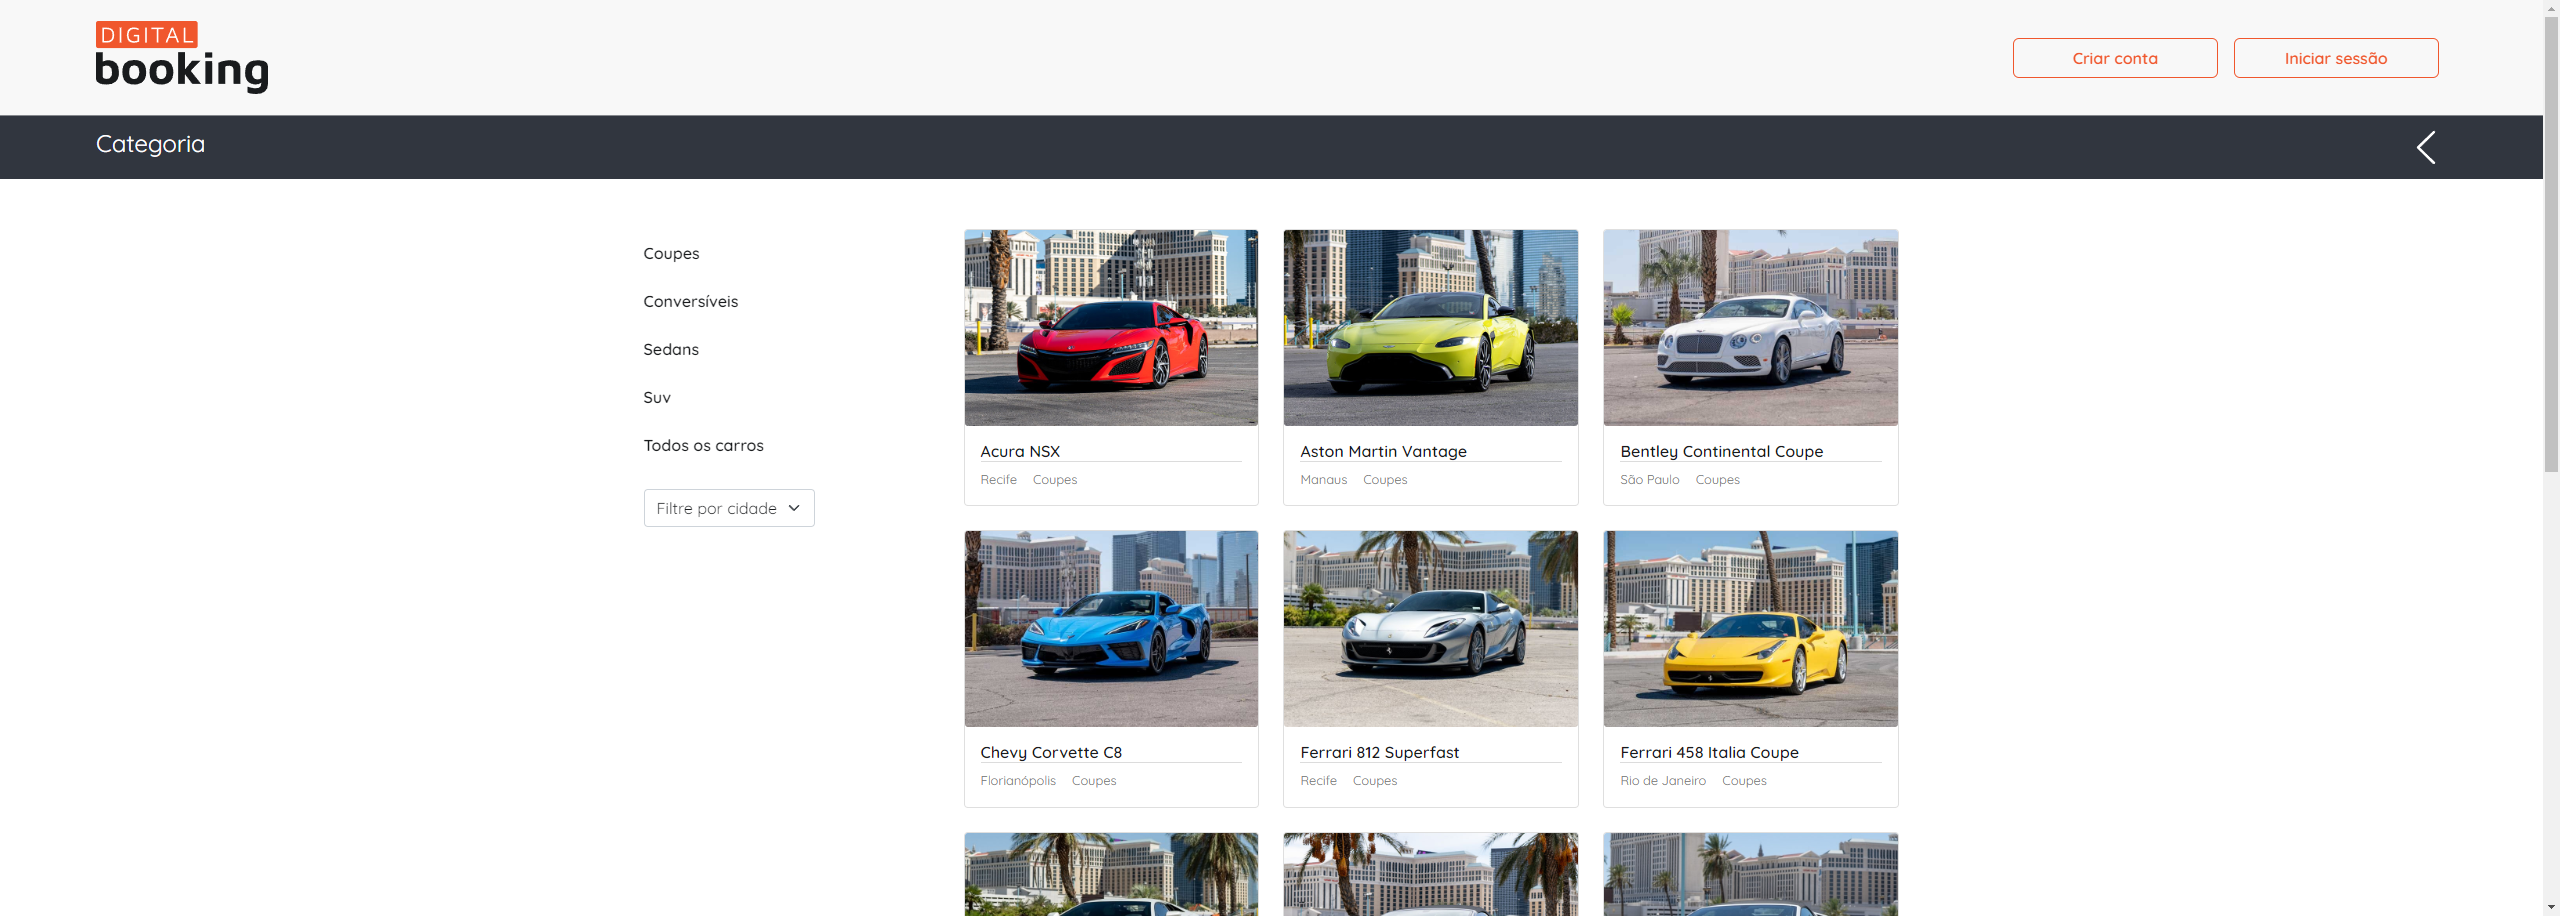 DIGITAL
booking
Criar conta
Iniciar sessão
Categoria
Coupes
Conversíveis
Sedans
Suv
Todos os carros
Filtre por cidade
Acura NSX
Recife Coupes
Aston Martin Vantage
Manaus Coupes
Bentley Continental Coupe
São Paulo Coupes
Chevy Corvette C8
Florianópolis Coupes
Ferrari 812 Superfast
Recife Coupes
Ferrari 458 Italia Coupe
Rio de Janeiro Coupes